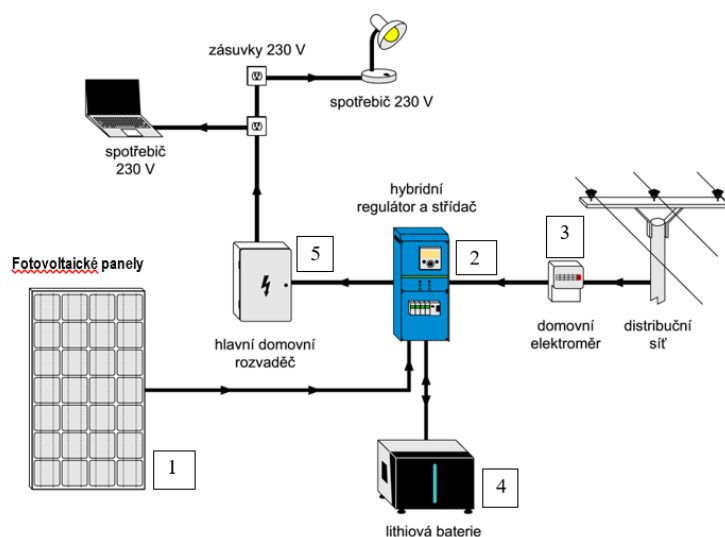 zásuvky 230 V
spotřebič 230 V
spotřebič
230 V
hybridní
regulátor a střídač
3
5
2
Fotovoltaické panely
hlavní domovní
rozvaděč
domovní
elektroměr
distribuční
síť
1
4
lithiová baterie